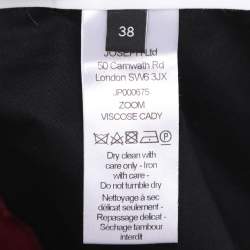 38
JOSEPH Ltd
50 Carnwath Rd
London SW6 3JX
JP000675
ZOOM
VISCOSE CADY
Dry clean with
care only - Iron
with care -
Do not tumble dry
Nettoyage à sec
délicat seulement -
Repassage delicat -
Séchage tambour
interdit